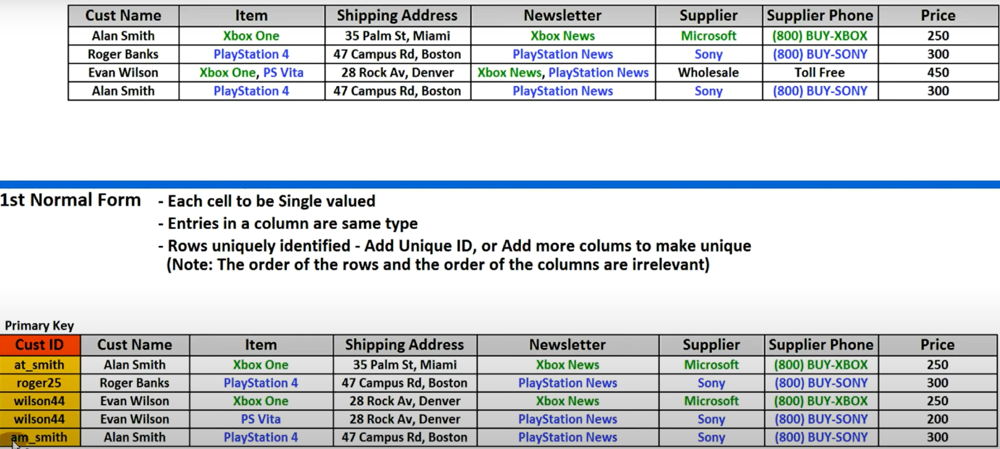 Cust Name Item Shipping Address Newsletter Supplier Supplier Phone Price
Alan Smith Xbox One 35 Palm St, Miami Xbox News Microsoft (800) BUY-XBOX 250
Roger Banks PlayStation 4 47 Campus Rd, Boston PlayStation News Sony (800) BUY-SONY 300
Evan Wilson Xbox One, PS Vita 28 Rock Av, Denver Xbox News, PlayStation News Wholesale Toll Free 450
Alan Smith PlayStation 4 47 Campus Rd, Boston PlayStation News Sony (800) BUY-SONY 300
1st Normal Form - Each cell to be Single valued
- Entries in a column are same type
- Rows uniquely identified - Add Unique ID, or Add more colums to make unique
(Note: The order of the rows and the order of the columns are irrelevant)
Primary Key
Cust ID Cust Name Item Shipping Address Newsletter Supplier Supplier Phone Price
at_smith Alan Smith Xbox One 35 Palm St, Miami Xbox News Microsoft (800) BUY-XBOX 250
roger25 Roger Banks PlayStation 4 47 Campus Rd, Boston PlayStation News Sony (800) BUY-SONY 300
wilson44 Evan Wilson Xbox One 28 Rock Av, Denver Xbox News Microsoft (800) BUY-XBOX 250
wilson44 Evan Wilson PS Vita 28 Rock Av, Denver PlayStation News Sony (800) BUY-SONY 200
am_smith Alan Smith PlayStation 4 47 Campus Rd, Boston PlayStation News Sony (800) BUY-SONY 300